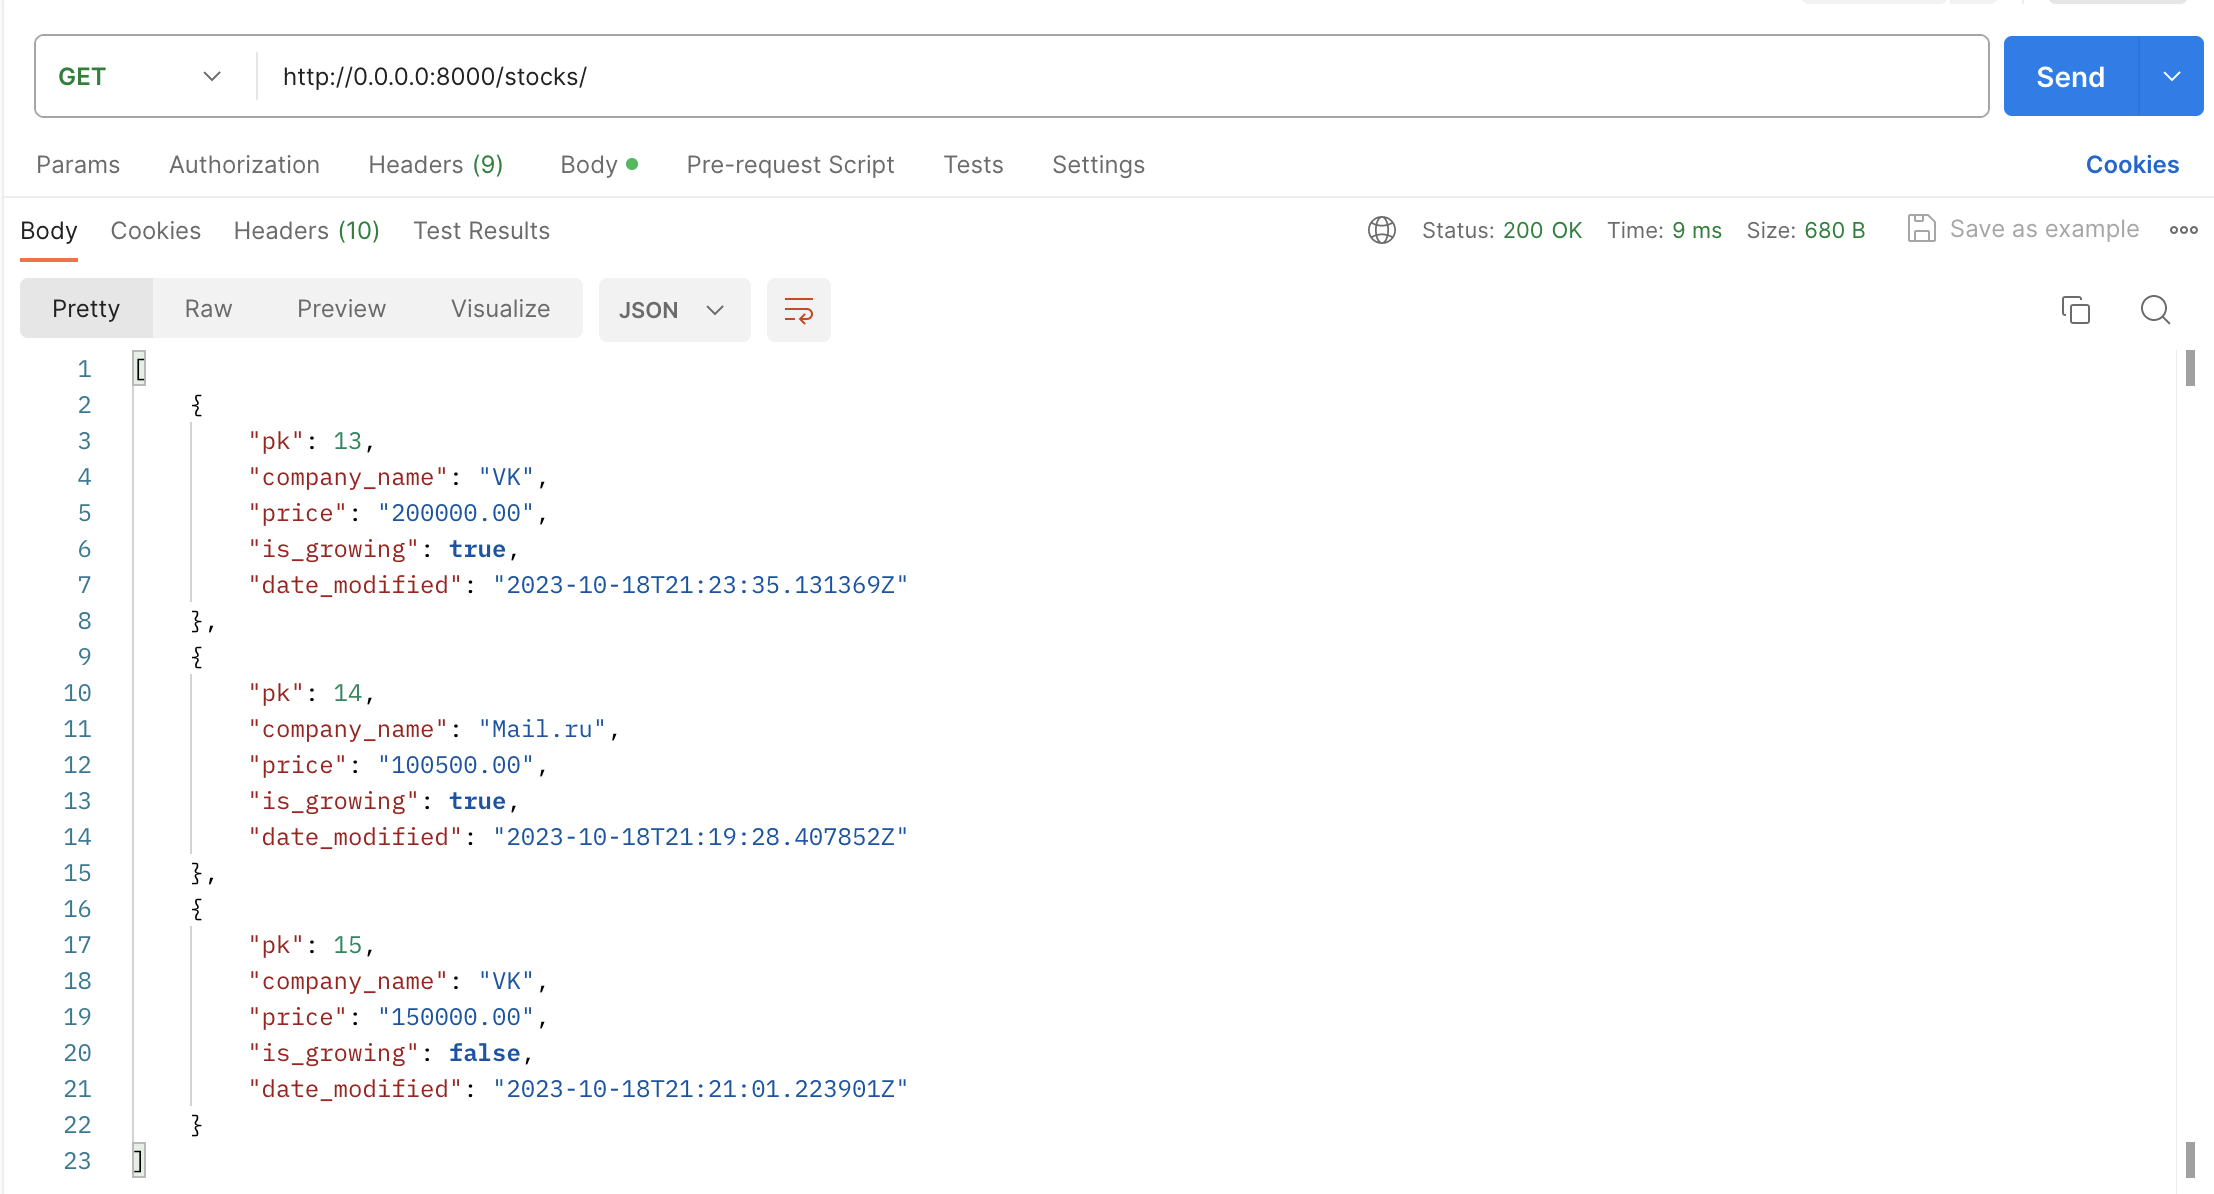 GET http://0.0.0.0:8000/stocks/ Send
Params Authorization Headers (9) Body Pre-request Script Tests Settings Cookies
Body Cookies Headers (10) Test Results Status: 200 OK Time: 9 ms Size: 680 B Save as example
Pretty Raw Preview Visualize JSON
1 [
2 {
3 "pk": 13,
4 "company_name": "VK",
5 "price": "200000.00",
6 "is_growing": true,
7 "date_modified": "2023-10-18T21:23:35.131369Z"
8 },
9 {
10 "pk": 14,
11 "company_name": "Mail.ru",
12 "price": "100500.00",
13 "is_growing": true,
14 "date_modified": "2023-10-18T21:19:28.407852Z"
15 },
16 {
17 "pk": 15,
18 "company_name": "VK",
19 "price": "150000.00",
20 "is_growing": false,
21 "date_modified": "2023-10-18T21:21:01.223901Z"
22 }
23 ]